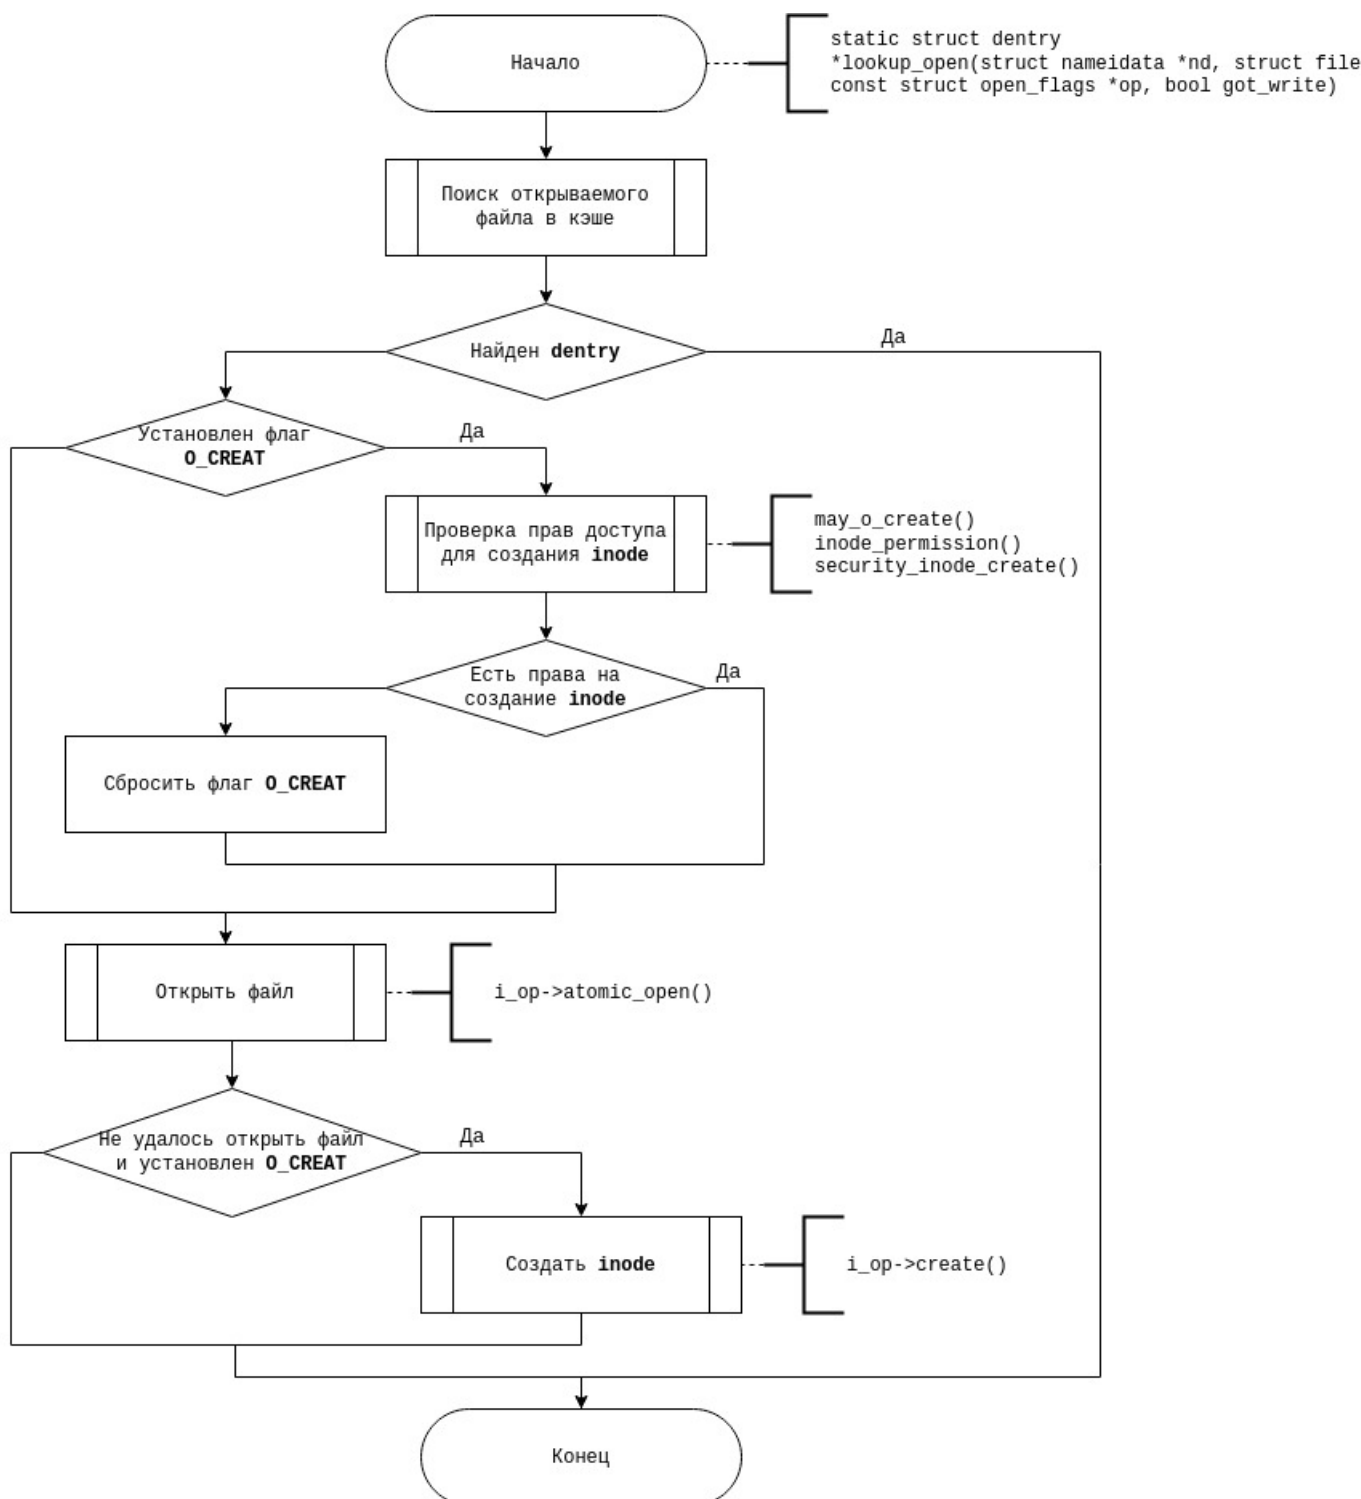 Начало
static struct dentry
*lookup_open(struct nameidata *nd, struct file
const struct open_flags *op, bool got_write)
Поиск открываемого
файла в кэше
Найден dentry
Да
Установлен флаг
O_CREAT
Да
Проверка прав доступа
для создания inode
may_o_create()
inode_permission()
security_inode_create()
Есть права на
создание inode
Да
Сбросить флаг O_CREAT
Открыть файл
i_op->atomic_open()
Не удалось открыть файл
и установлен O_CREAT
Да
Создать inode
i_op->create()
Конец